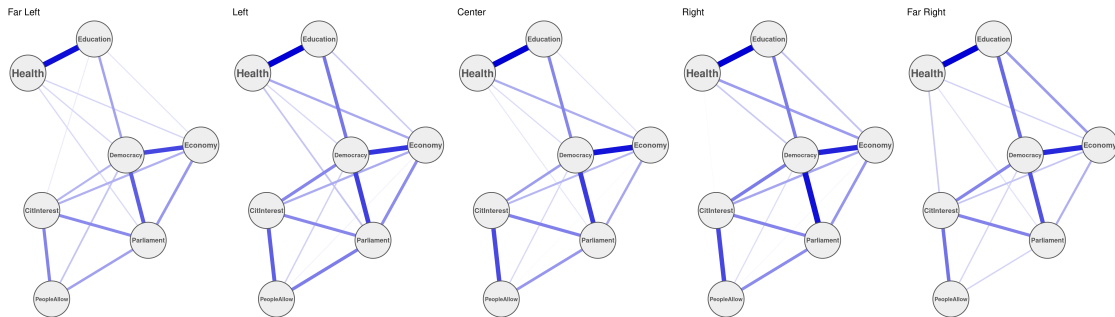 Far Left
Education
Health
Democracy
Economy
CitInterest
Parliament
PeopleAllow
Left
Education
Health
Democracy
Economy
CitInterest
Parliament
PeopleAllow
Center
Education
Health
Democracy
Economy
CitInterest
Parliament
PeopleAllow
Right
Education
Health
Democracy
Economy
CitInterest
Parliament
PeopleAllow
Far Right
Education
Health
Democracy
Economy
CitInterest
Parliament
PeopleAllow